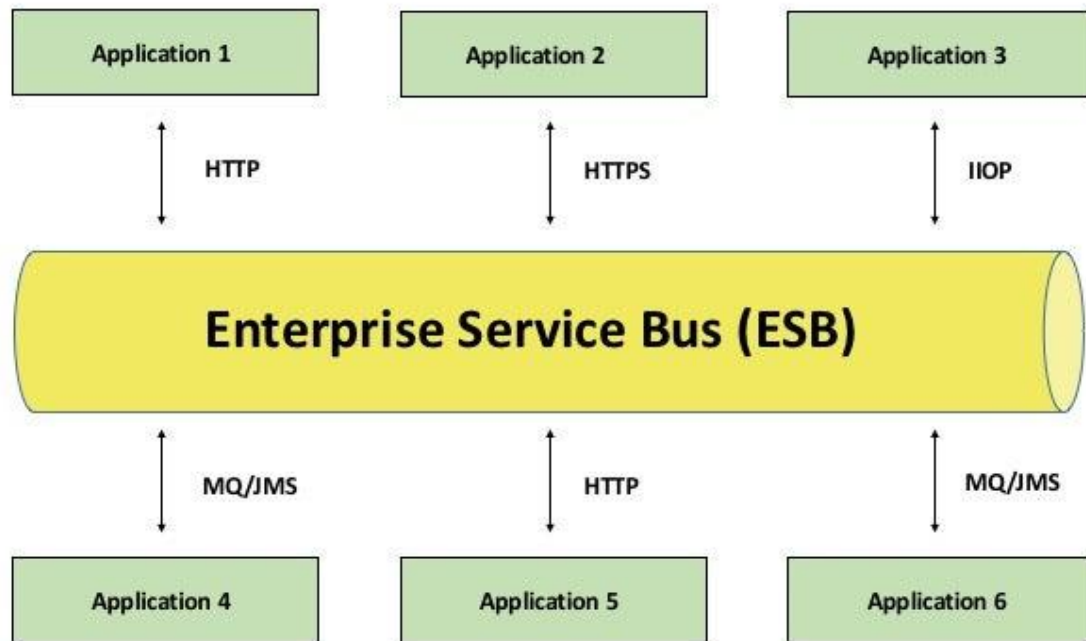 Application 1
Application 2
Application 3
HTTP
HTTPS
IIOP
Enterprise Service Bus (ESB)
MQ/JMS
HTTP
MQ/JMS
Application 4
Application 5
Application 6